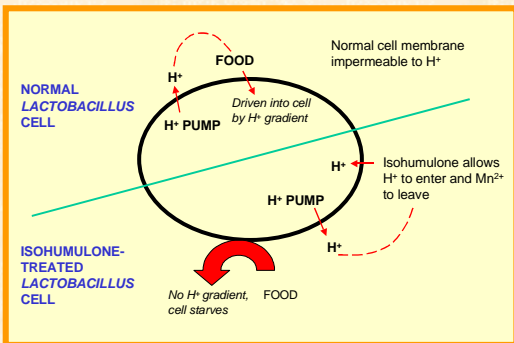 Normal cell membrane
impermeable to H⁺
FOOD
H⁺
NORMAL
LACTOBACILLUS
CELL
Driven into cell
by H⁺ gradient
H⁺ PUMP
H⁺
Isohumulone allows
H⁺ to enter and Mn²⁺
to leave
H⁺ PUMP
H⁺
ISOHUMULONE-
TREATED
LACTOBACILLUS
CELL
No H⁺ gradient,
cell starves
FOOD